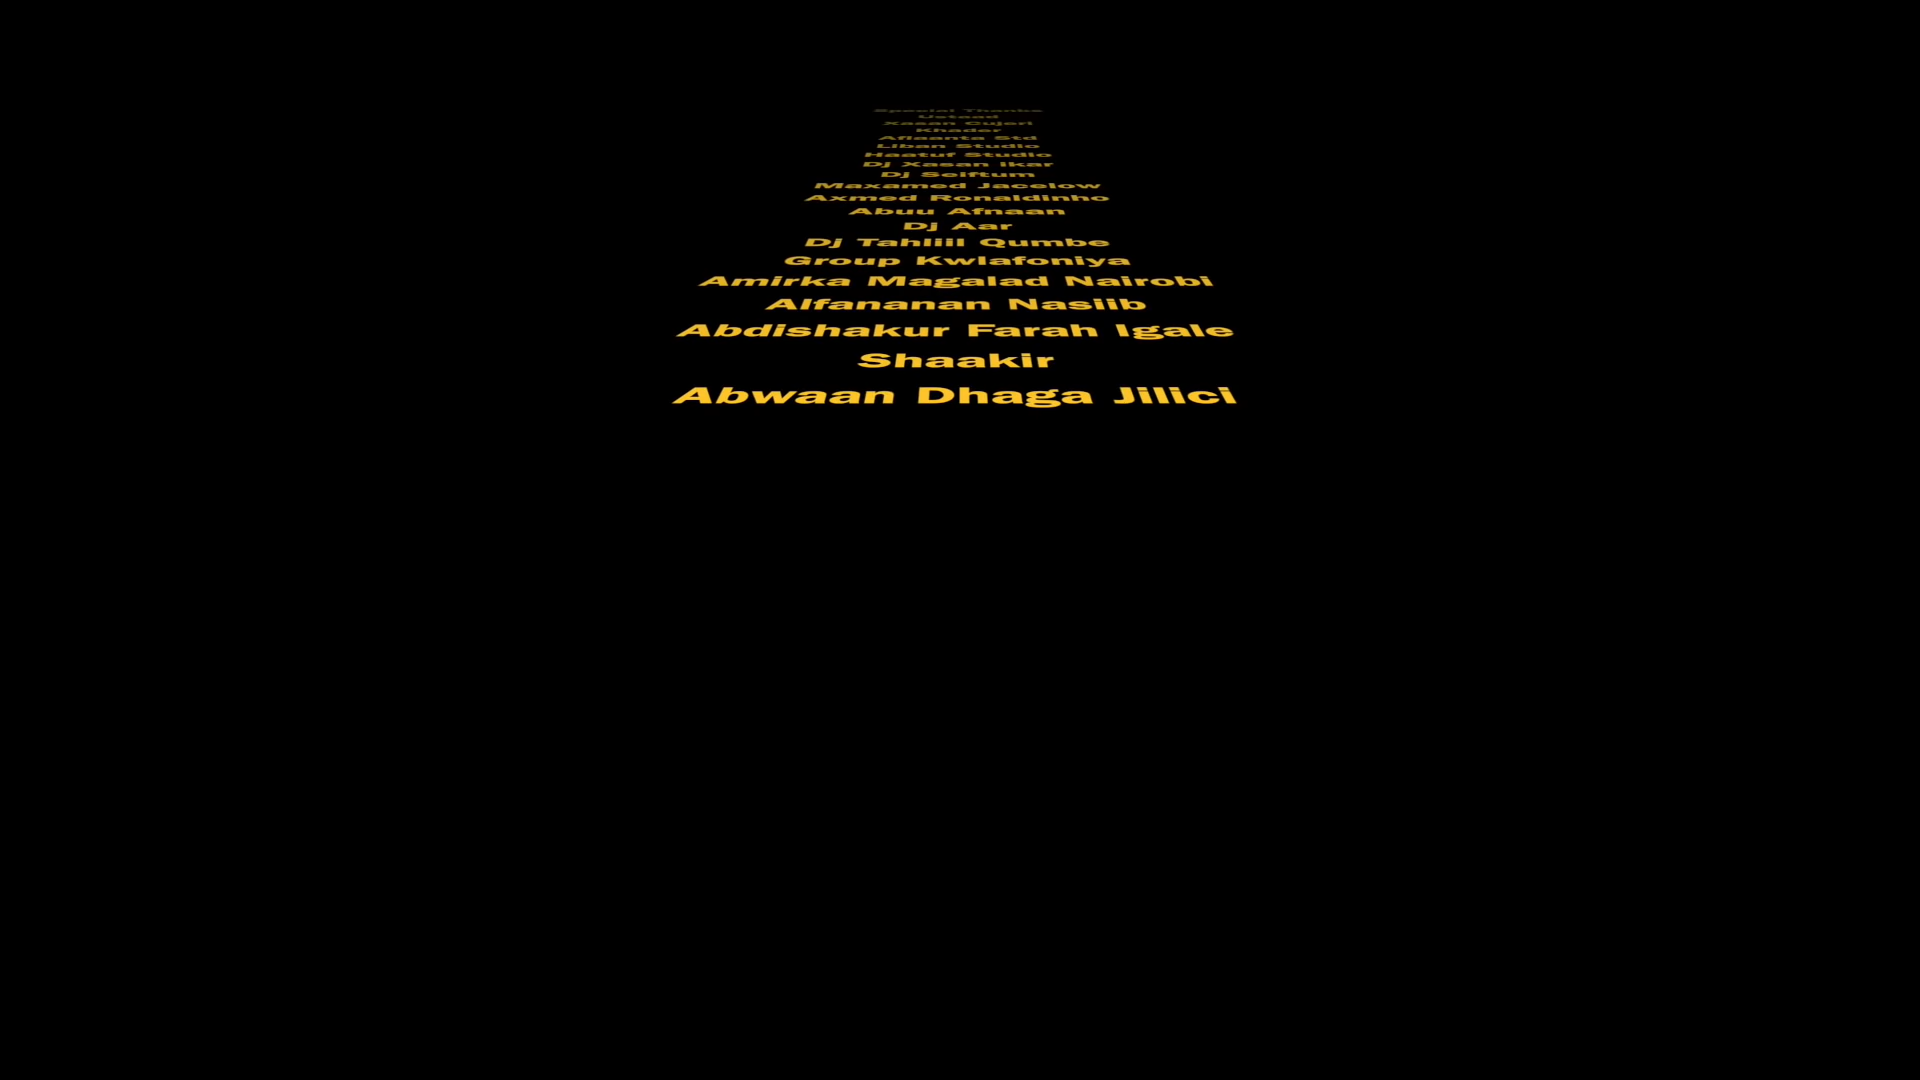 Special Thanks
Ustaad
Xasan Cujeri
Khader
Aflaanta Std
Liban Studio
Haatuf Studio
Dj Xasan Ikar
Dj Seiftum
Maxamed Jacelow
Axmed Ronaldinho
Abuu Afnaan
Dj Aar
Dj Tahliil Qumbe
Group Kwlafoniya
Amirka Magalad Nairobi
Alfananan Nasiib
Abdishakur Farah Igale
Shaakir
Abwaan Dhaga Jilici